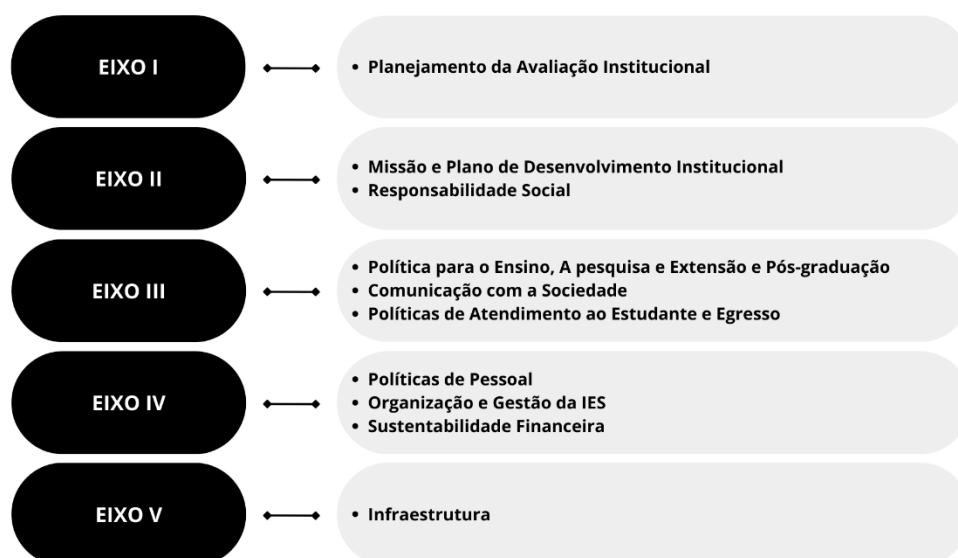 EIXO I
• Planejamento da Avaliação Institucional
EIXO II
• Missão e Plano de Desenvolvimento Institucional
• Responsabilidade Social
EIXO III
• Política para o Ensino, A pesquisa e Extensão e Pós-graduação
• Comunicação com a Sociedade
• Políticas de Atendimento ao Estudante e Egresso
EIXO IV
• Políticas de Pessoal
• Organização e Gestão da IES
• Sustentabilidade Financeira
EIXO V
• Infraestrutura